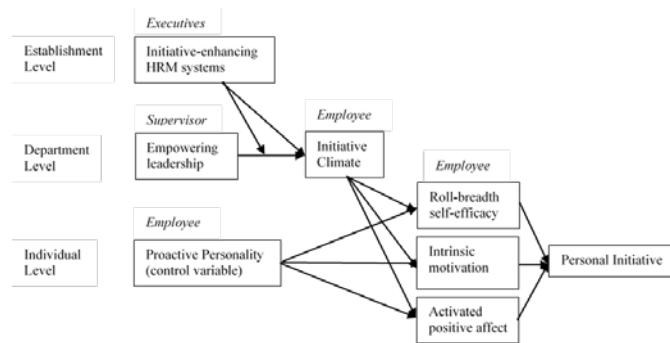 Executives
Establishment
Level
Initiative-enhancing
HRM systems
Supervisor
Employee
Department
Level
Empowering
leadership
Initiative
Climate
Employee
Roll-breadth
self-efficacy
Employee
Individual
Level
Proactive Personality
(control variable)
Intrinsic
motivation
Personal Initiative
Activated
positive affect